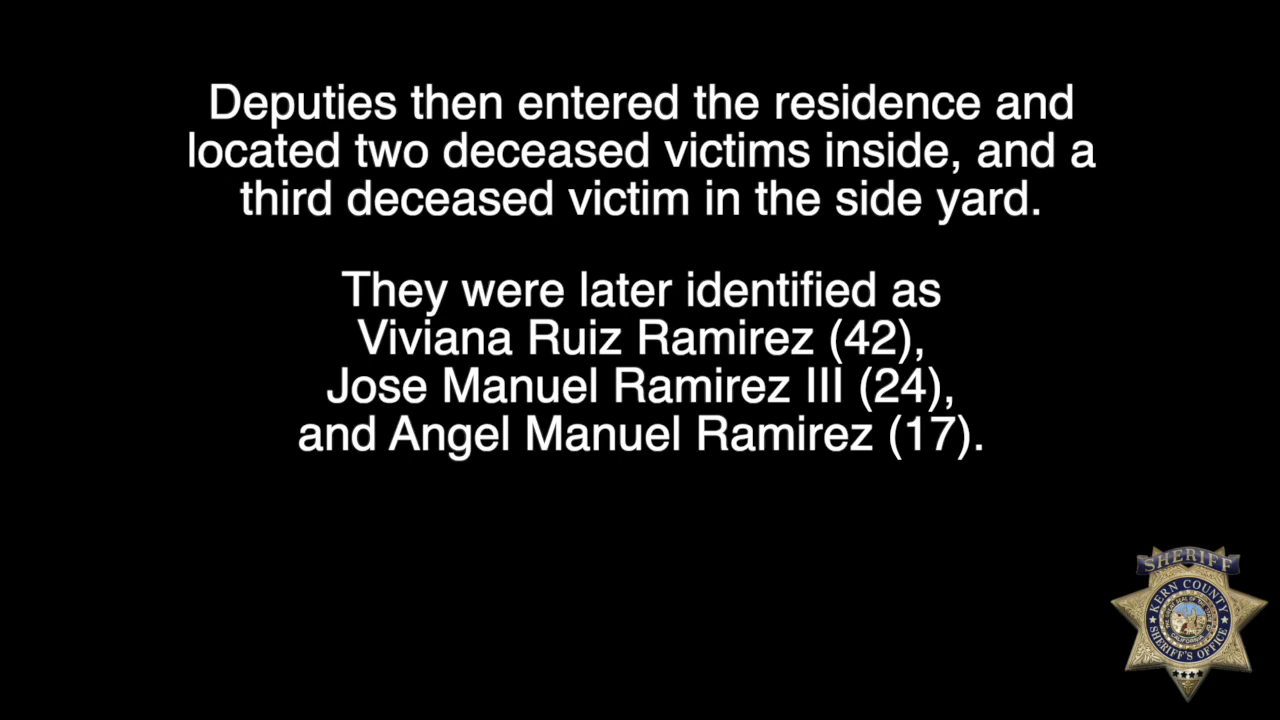 Deputies then entered the residence and
located two deceased victims inside, and a
third deceased victim in the side yard.
They were later identified as
Viviana Ruiz Ramirez (42),
Jose Manuel Ramirez III (24),
and Angel Manuel Ramirez (17).
SHERIFF
KERN COUNTY
SHERIFF'S OFFICE